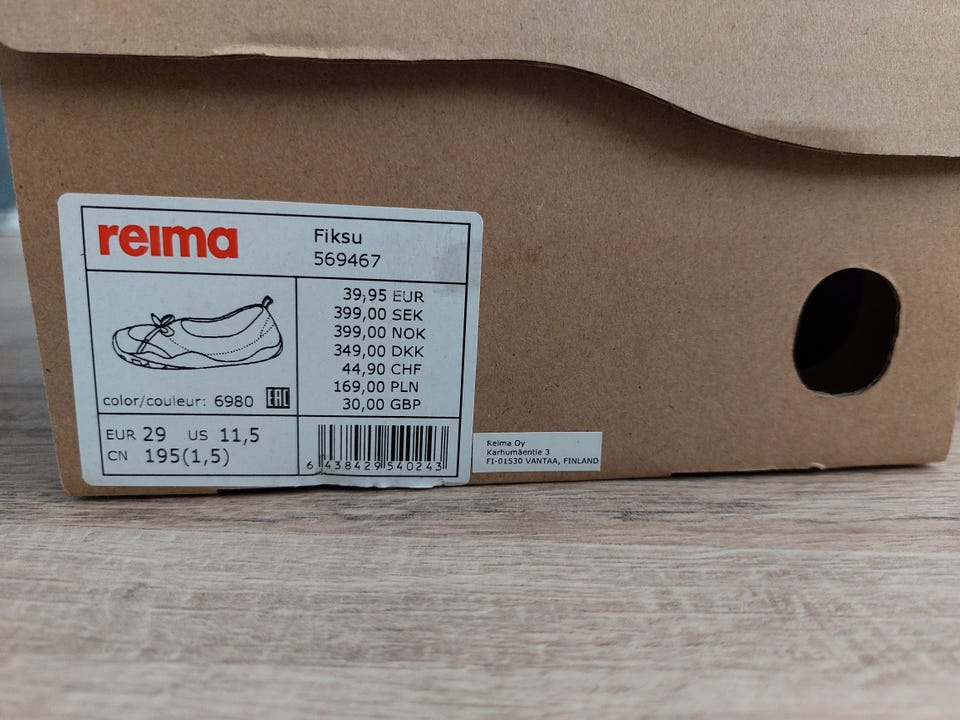 reima
Fiksu
569467
39,95 EUR
399,00 SEK
399,00 NOK
349,00 DKK
44,90 CHF
169,00 PLN
30,00 GBP
color/couleur: 6980 EAC
EUR 29 US 11,5
CN 195(1,5)
6 438429 540243
Reima Oy
Karhumäentie 3
FI-01530 VANTAA, FINLAND